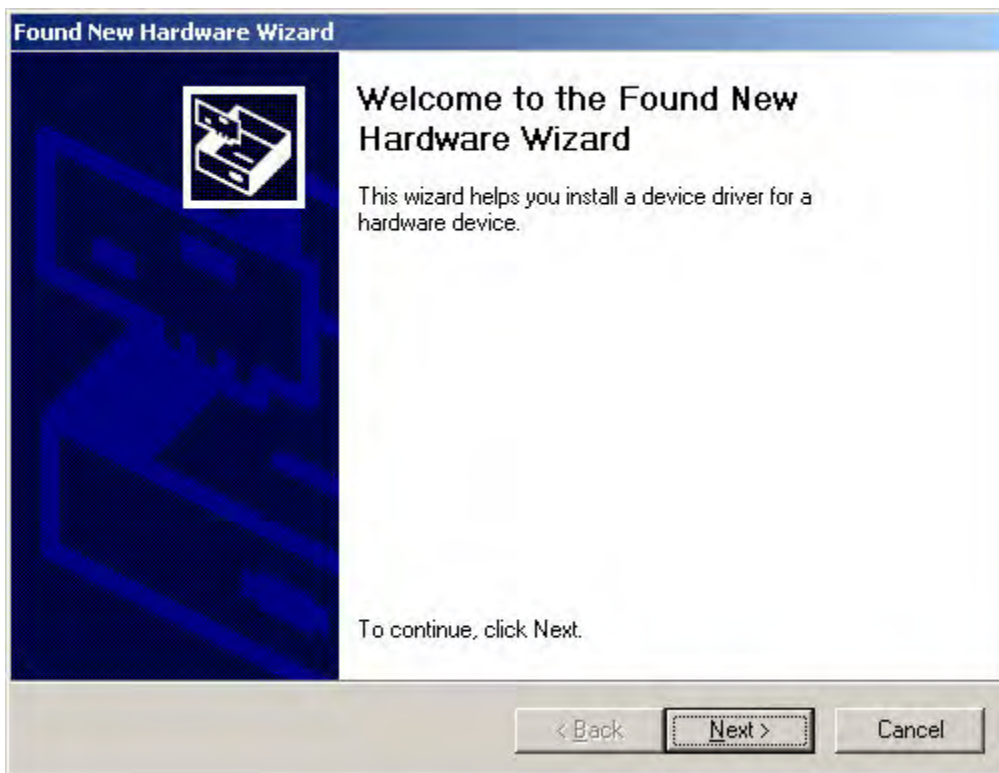 Found New Hardware Wizard
Welcome to the Found New
Hardware Wizard
This wizard helps you install a device driver for a
hardware device.
To continue, click Next.
< Back
Next >
Cancel